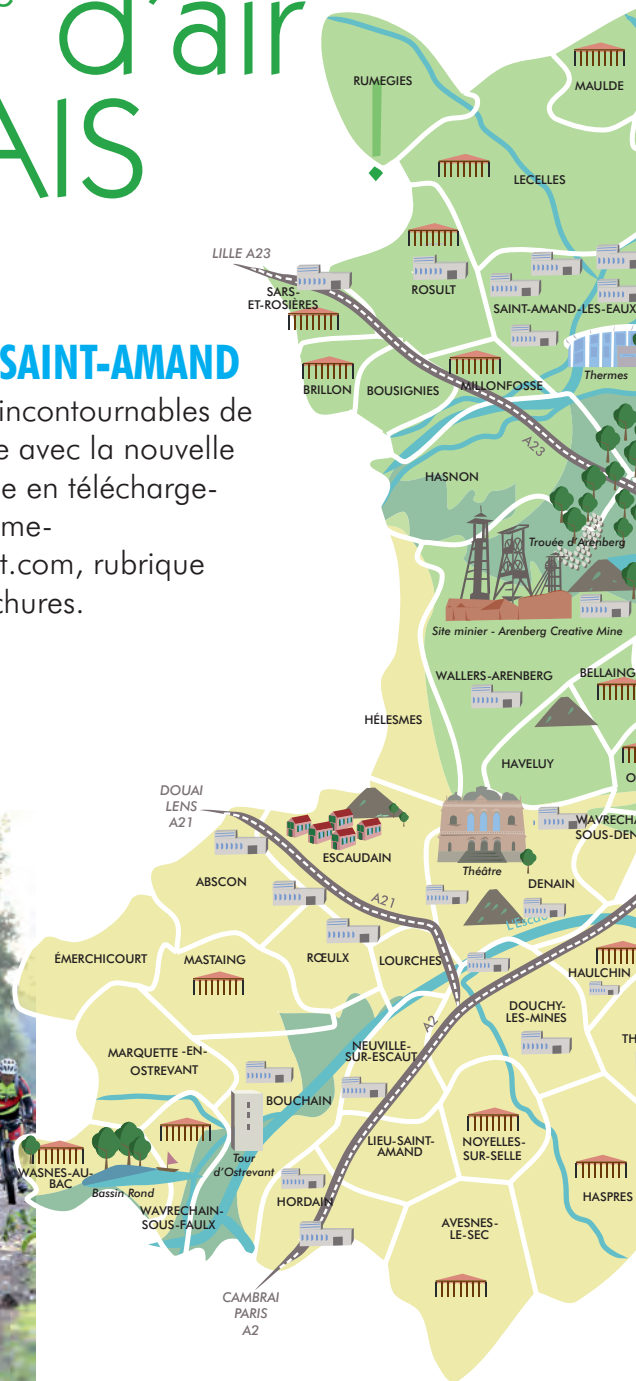 d'air
AIS
SAINT-AMAND
incontournables de
e avec la nouvelle
e en télécharge-
me-
t.com, rubrique
chures.
RUMEGIES
MAULDE
LECELLES
LILLE A23
SARS-
ET-ROSIÈRES
ROSULT
SAINT-AMAND-LES-EAUX
Thermes
BRILLON
BOUSIGNIES
MILLONFOSSE
A23
HASNON
Trouée d'Arenberg
Site minier - Arenberg Creative Mine
WALLERS-ARENBERG
BELLAING
HÉLESMES
HAVELUY
O
DOUAI
LENS
A21
WAVRECHA
SOUS-DEN
ESCAUDAIN
Théâtre
ABSCON
DENAIN
A21
L'Escau
ÉMERCHICOURT
MASTAING
RŒULX
LOURCHES
HAULCHIN
DOUCHY-
LES-MINES
A2
TH
MARQUETTE -EN-
OSTREVANT
NEUVILLE-
SUR-ESCAUT
BOUCHAIN
LIEU-SAINT-
AMAND
NOYELLES-
SUR-SELLE
WASNES-AU-
BAC
Bassin Rond
Tour
d'Ostrevant
HASPRES
HORDAIN
WAVRECHAIN-
SOUS-FAULX
AVESNES-
LE-SEC
CAMBRAI
PARIS
A2